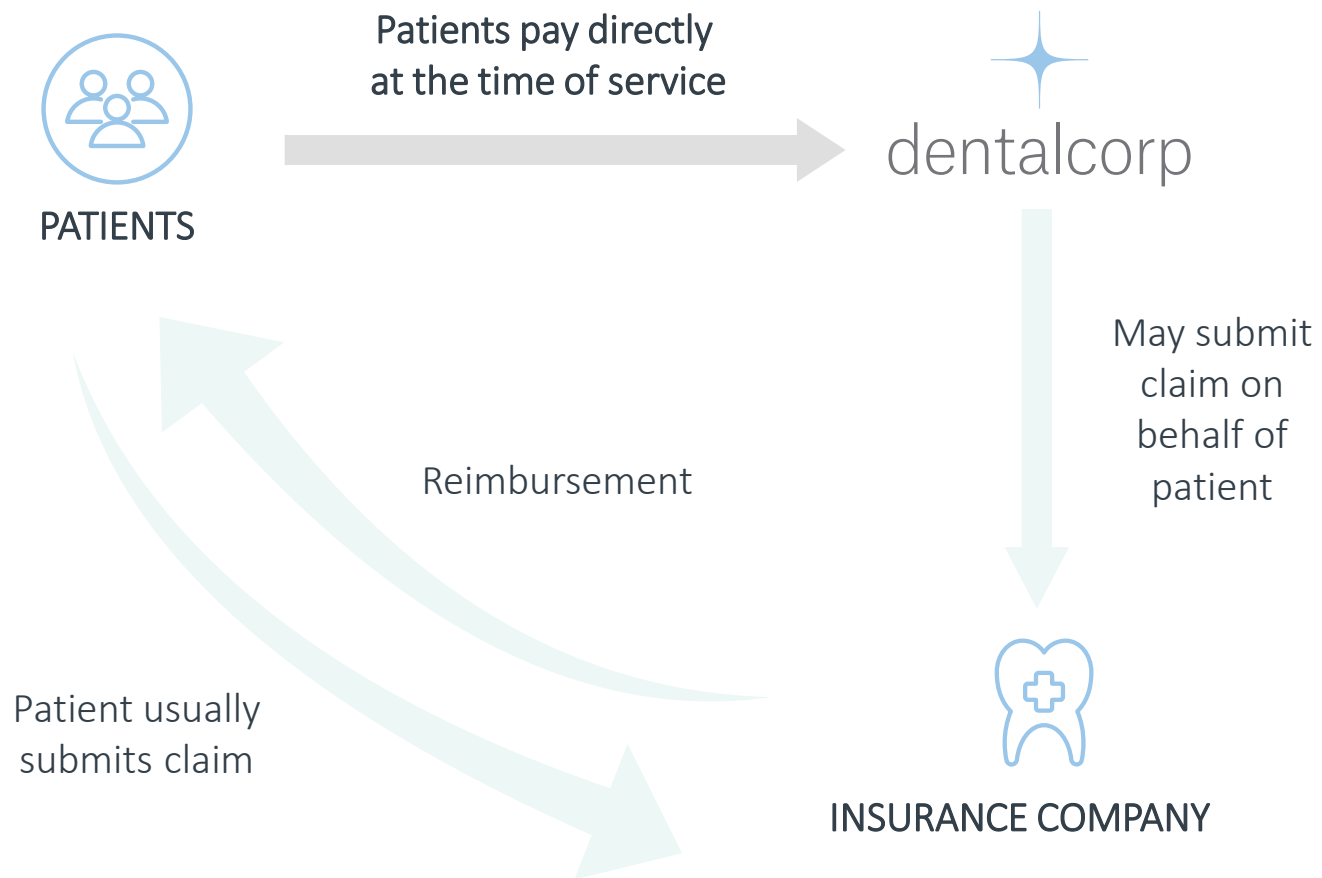 Patients pay directly
at the time of service
dentalcorp
PATIENTS
May submit
claim on
behalf of
patient
Reimbursement
Patient usually
submits claim
INSURANCE COMPANY